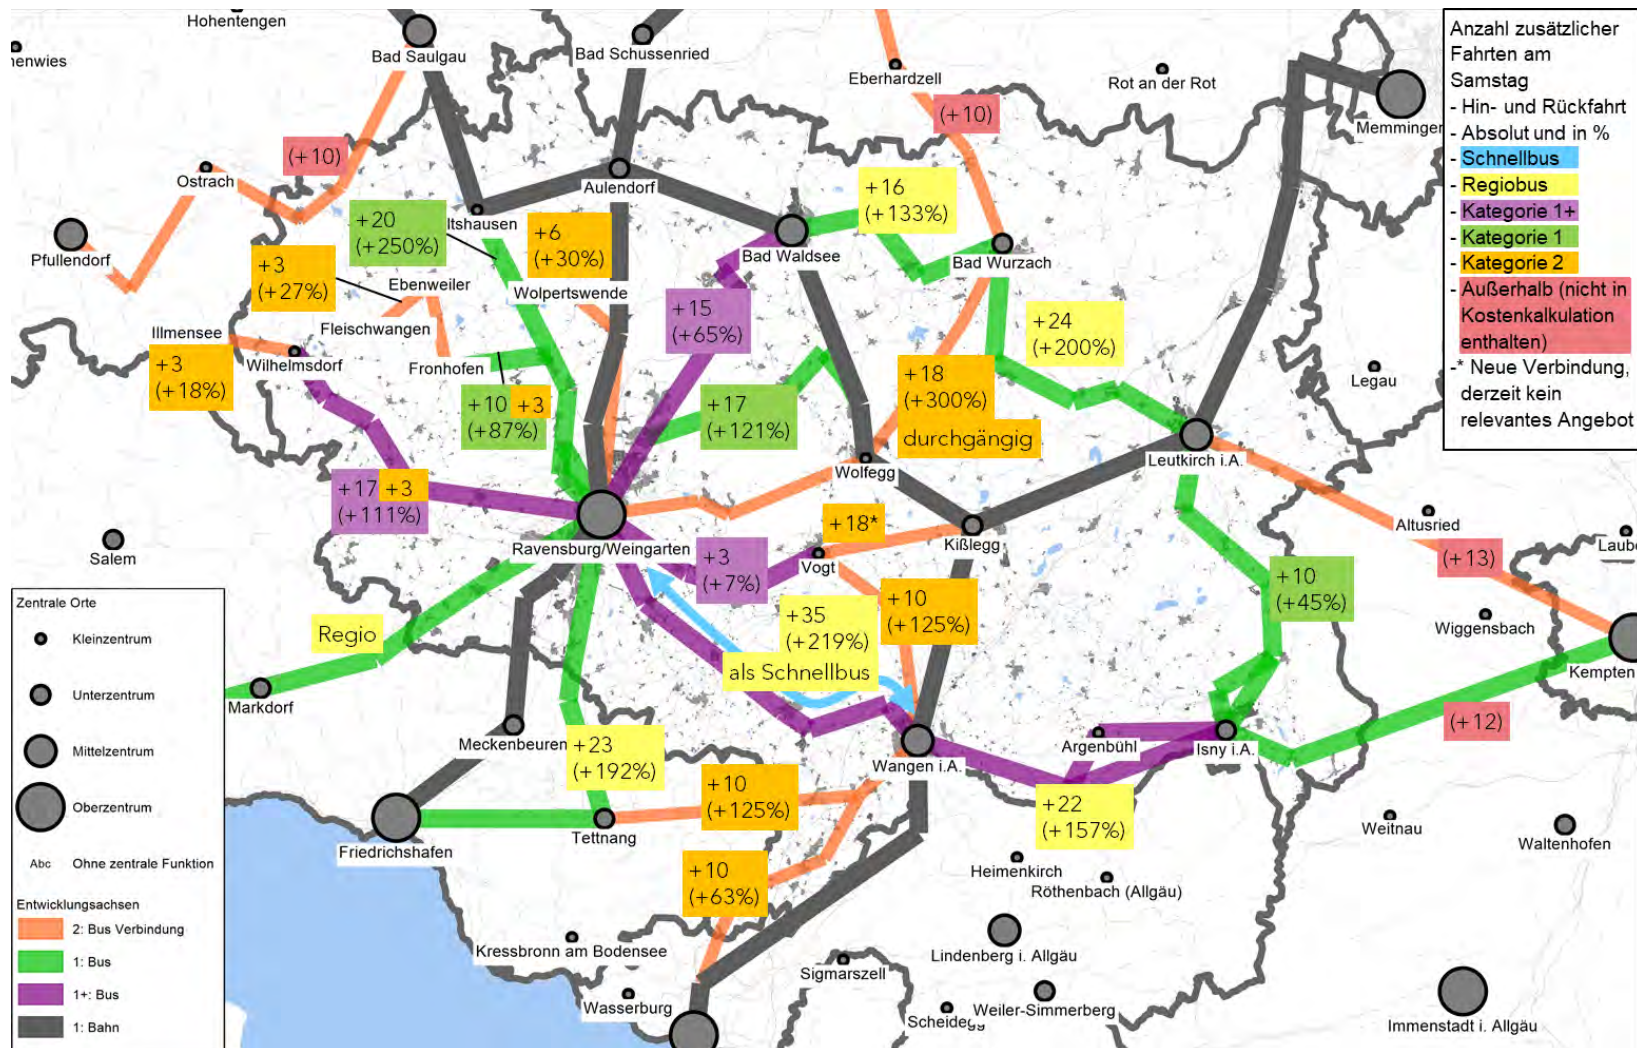 Hohentengen
nenwies
Bad Saulgau
Bad Schussenried
Eberhardzell
Rot an der Rot
Memmingen
Anzahl zusätzlicher
Fahrten am
Samstag
- Hin- und Rückfahrt
- Absolut und in %
- Schnellbus
- Regiobus
- Kategorie 1+
- Kategorie 1
- Kategorie 2
- Außerhalb (nicht in
Kostenkalkulation
enthalten)
-* Neue Verbindung,
derzeit kein
relevantes Angebot
(+10)
(+10)
Ostrach
Aulendorf
ltshausen
+16
(+133%)
+20
(+250%)
+6
(+30%)
Pfullendorf
Bad Waldsee
Bad Wurzach
+3
(+27%)
Ebenweiler
Wolpertswende
Illmensee
Fleischwangen
+15
(+65%)
+24
(+200%)
Wilhelmsdorf
Fronhofen
+3
(+18%)
+18
(+300%)
durchgängig
Legau
+10 +3
(+87%)
+17
(+121%)
Wolfegg
Leutkirch i.A.
+17 +3
(+111%)
+18*
Altusried
Laube
Salem
Ravensburg/Weingarten
+3
(+7%)
Vogt
Kißlegg
(+13)
+10
(+45%)
+10
(+125%)
+35
(+219%)
als Schnellbus
Regio
Wiggensbach
Kempten
Markdorf
Meckenbeuren
+23
(+192%)
Wangen i.A.
Argenbühl
Isny i.A.
(+12)
+10
(+125%)
+22
(+157%)
Friedrichshafen
Tettnang
Weitnau
Waltenhofen
+10
(+63%)
Heimenkirch
Röthenbach (Allgäu)
Kressbronn am Bodensee
Lindenberg i. Allgäu
Sigmarszell
Wasserburg
Scheidegg
Weiler-Simmerberg
Immenstadt i. Allgäu
Zentrale Orte
Kleinzentrum
Unterzentrum
Mittelzentrum
Oberzentrum
Abc Ohne zentrale Funktion
Entwicklungsachsen
2: Bus Verbindung
1: Bus
1+: Bus
1: Bahn